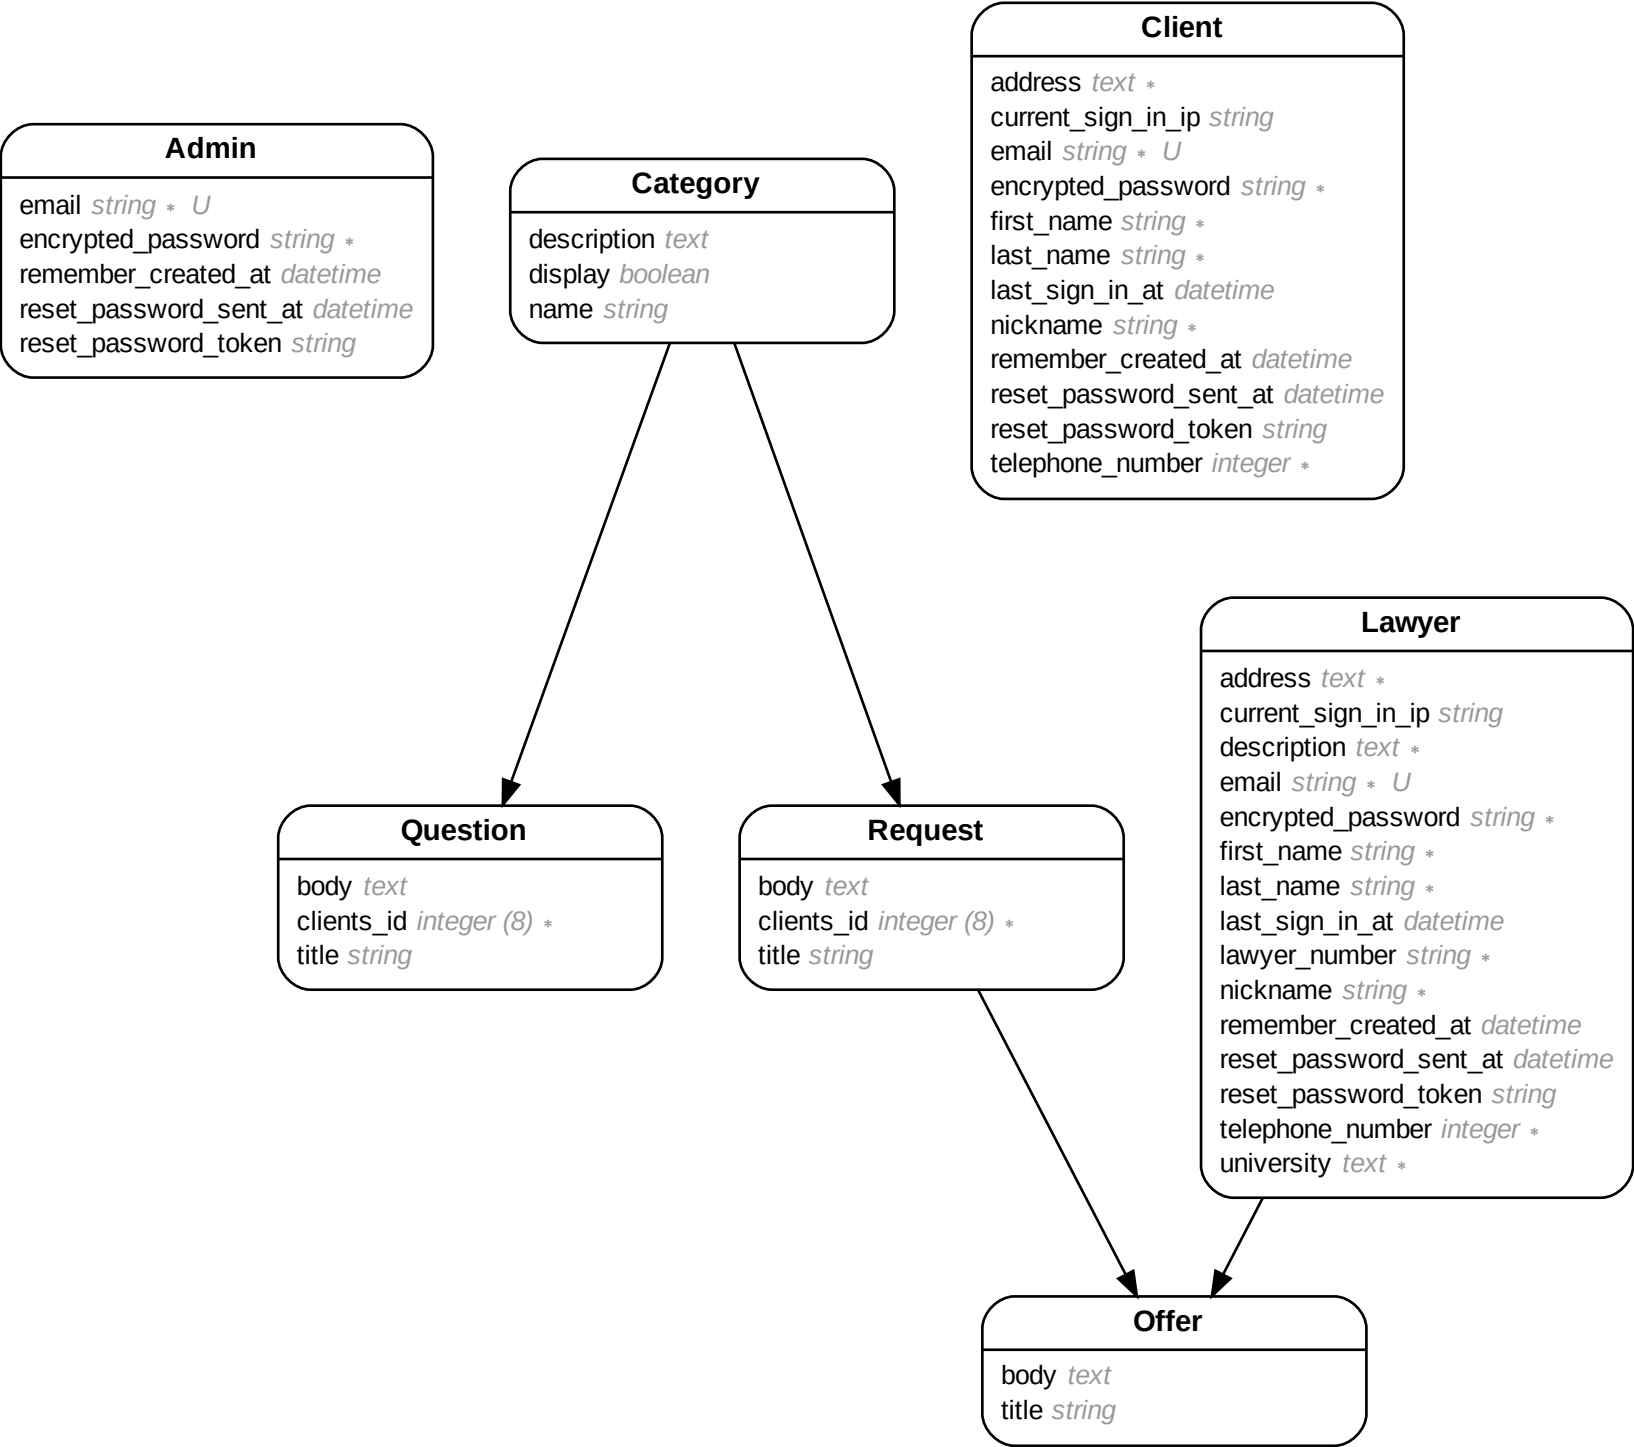 Admin
email string * U
encrypted_password string *
remember_created_at datetime
reset_password_sent_at datetime
reset_password_token string
Category
description text
display boolean
name string
Client
address text *
current_sign_in_ip string
email string * U
encrypted_password string *
first_name string *
last_name string *
last_sign_in_at datetime
nickname string *
remember_created_at datetime
reset_password_sent_at datetime
reset_password_token string
telephone_number integer *
Question
body text
clients_id integer (8) *
title string
Request
body text
clients_id integer (8) *
title string
Lawyer
address text *
current_sign_in_ip string
description text *
email string * U
encrypted_password string *
first_name string *
last_name string *
last_sign_in_at datetime
lawyer_number string *
nickname string *
remember_created_at datetime
reset_password_sent_at datetime
reset_password_token string
telephone_number integer *
university text *
Offer
body text
title string